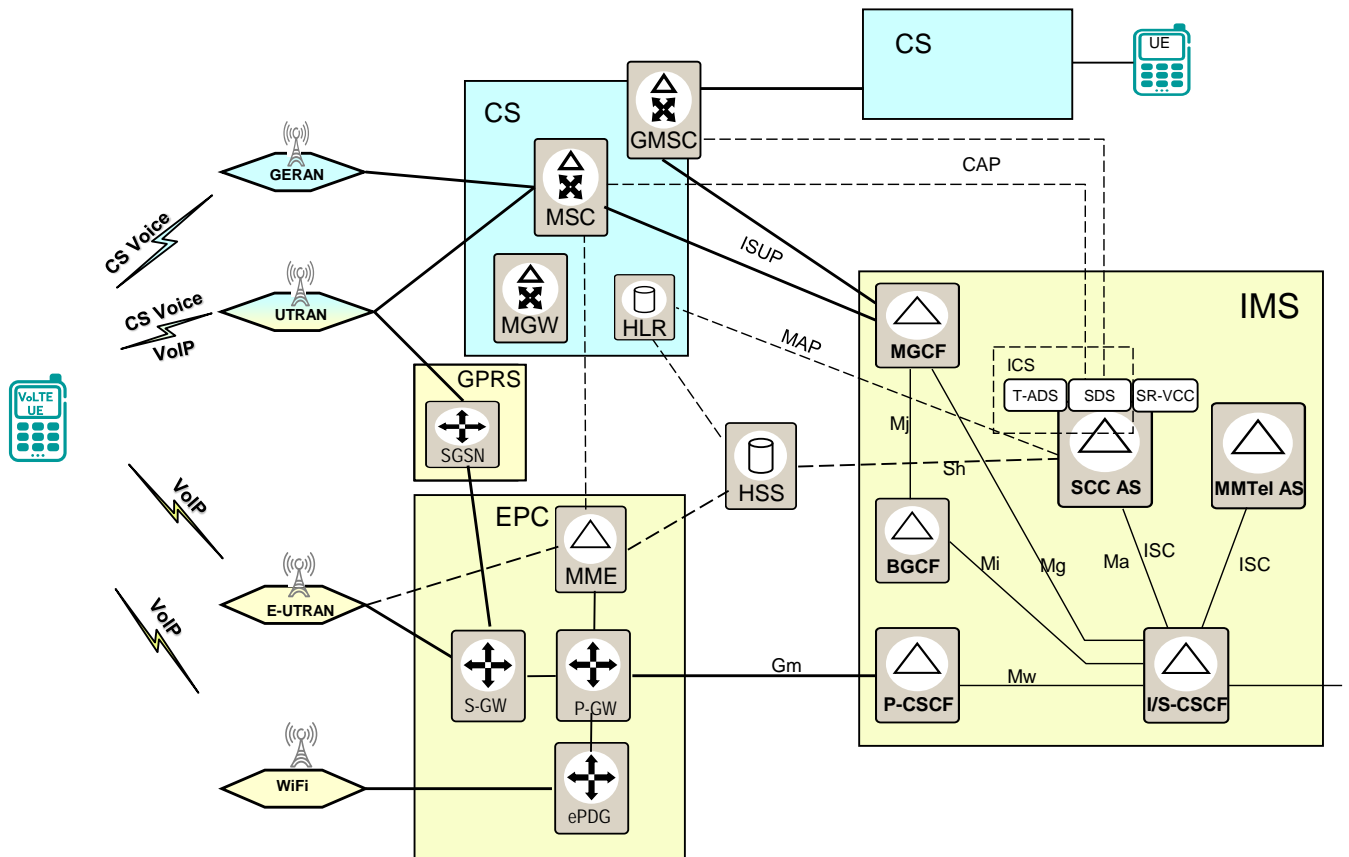 CS
UE
CS
GMSC
CAP
GERAN
MSC
CS Voice
ISUP
IMS
CS Voice
UTRAN
VoIP
MGW
HLR
MAP
MGCF
ICS
GPRS
T-ADS
SDS
SR-VCC
VoLTE
UE
Mj
SGSN
Sh
HSS
SCC AS
MMTel AS
VoIP
EPC
MME
BGCF
Mi
Mg
Ma
ISC
ISC
E-UTRAN
VoIP
S-GW
P-GW
Gm
P-CSCF
Mw
I/S-CSCF
WiFi
ePDG